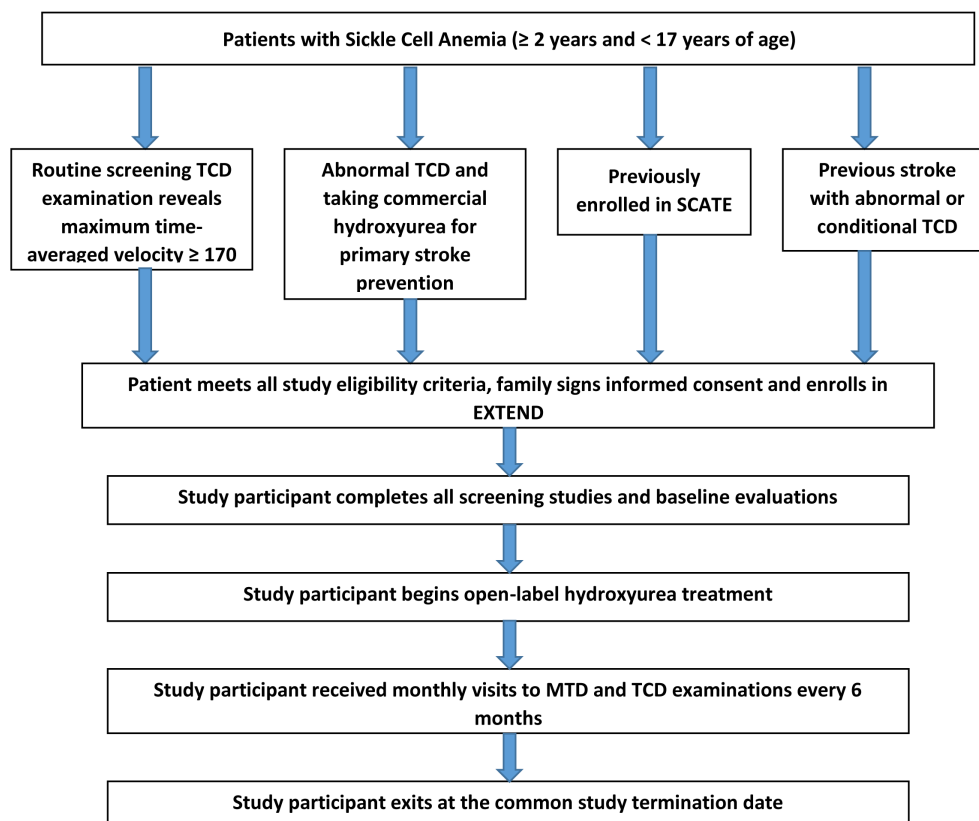 Patients with Sickle Cell Anemia (≥ 2 years and < 17 years of age)
Routine screening TCD
examination reveals
maximum time-
averaged velocity ≥ 170
Abnormal TCD and
taking commercial
hydroxyurea for
primary stroke
prevention
Previously
enrolled in SCATE
Previous stroke
with abnormal or
conditional TCD
Patient meets all study eligibility criteria, family signs informed consent and enrolls in
EXTEND
Study participant completes all screening studies and baseline evaluations
Study participant begins open-label hydroxyurea treatment
Study participant received monthly visits to MTD and TCD examinations every 6
months
Study participant exits at the common study termination date